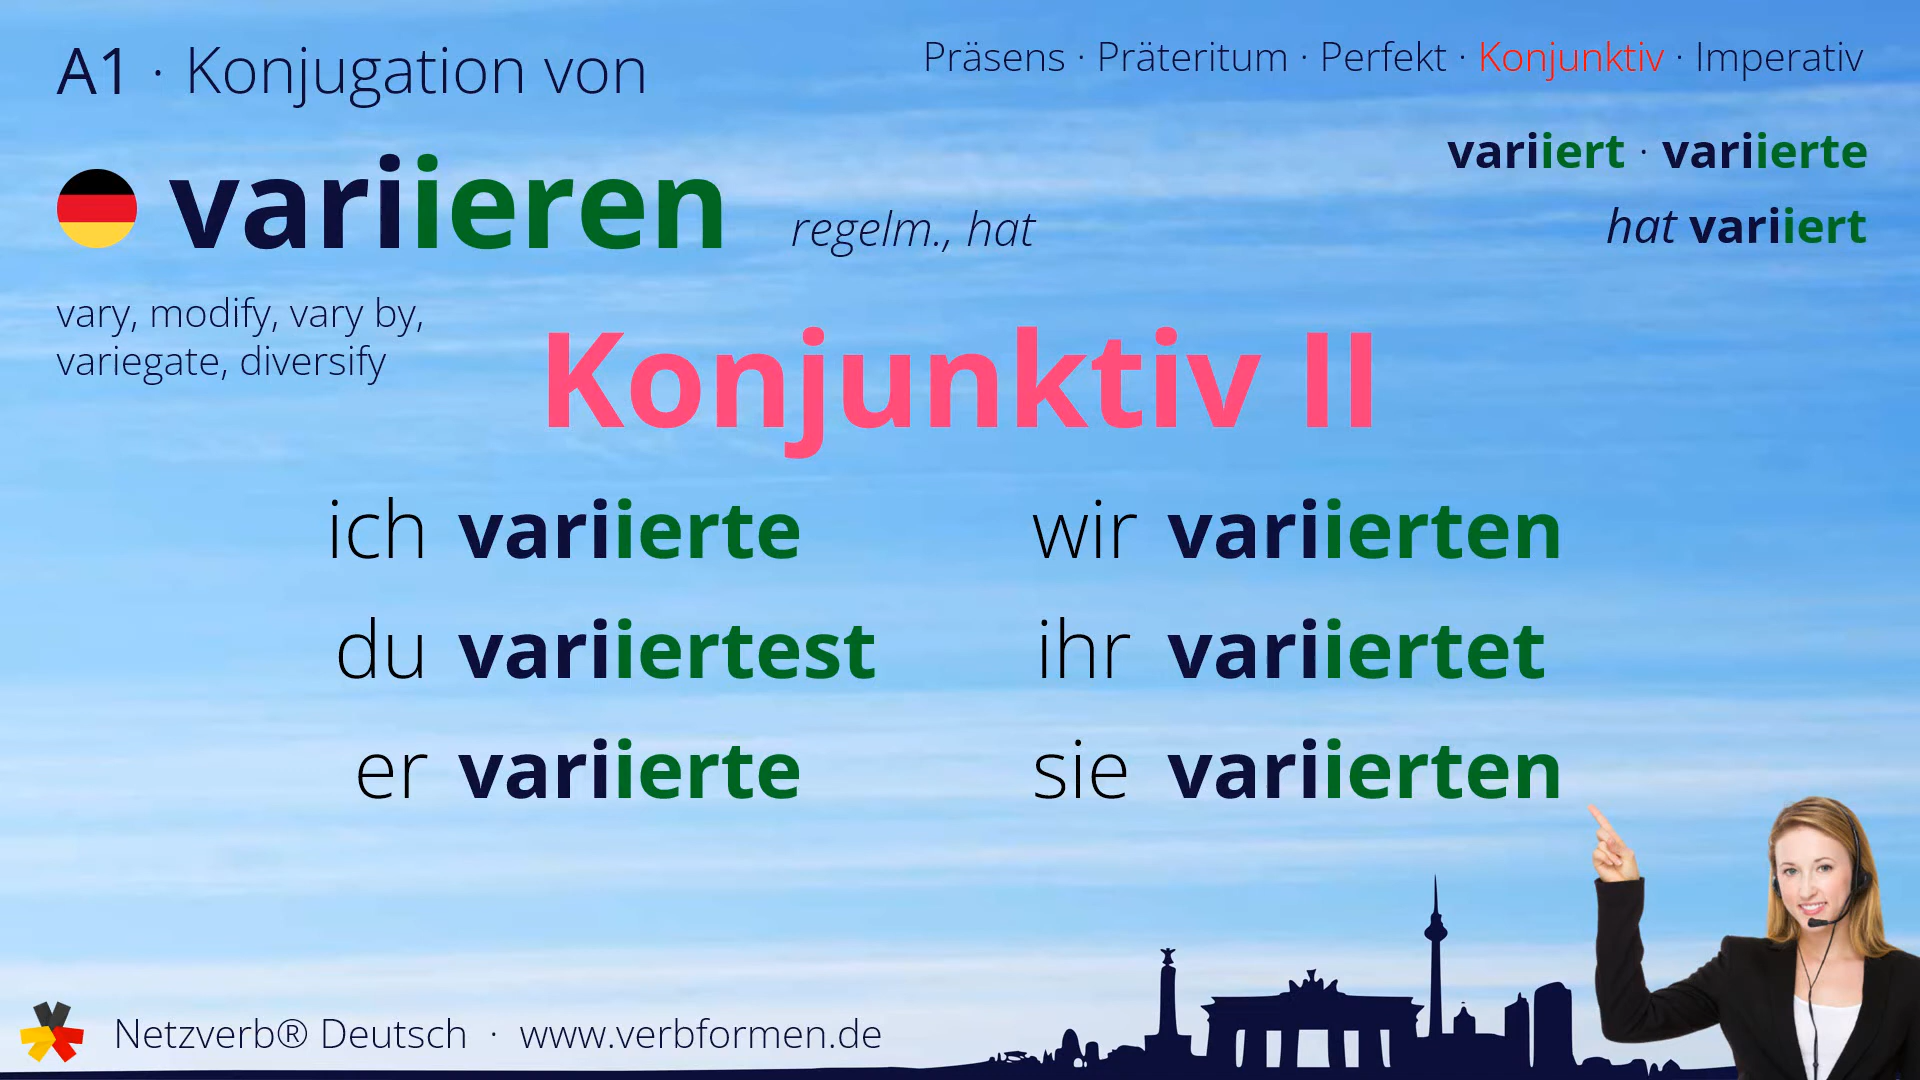 A1 · Konjugation von
Präsens · Präteritum · Perfekt · Konjunktiv · Imperativ
variieren regelm., hat
variiert · variierte
hat variiert
vary, modify, vary by,
variegate, diversify
Konjunktiv II
ich variierte
du variiertest
er variierte
wir variierten
ihr variiertet
sie variierten
Netzverb® Deutsch · www.verbformen.de